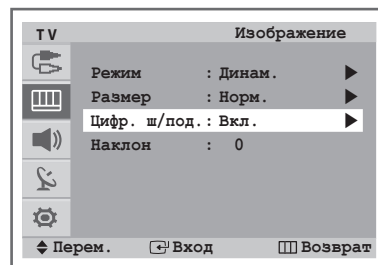 TV Изображение
Режим : Динам.
Размер : Норм.
Цифр. ш/под.: Вкл.
Наклон : 0
Перем. Вход Возврат